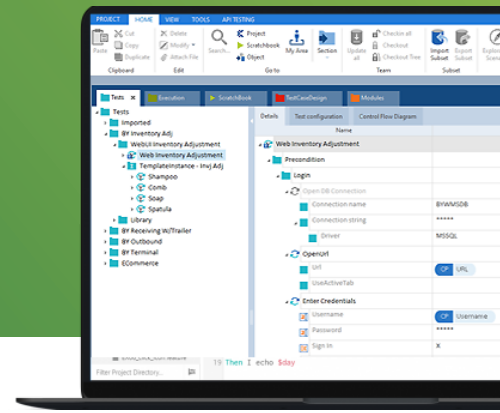 PROJECT HOME VIEW TOOLS API TESTING
Paste Cut Copy Duplicate
Delete Modify Attach File
Search...
Project Scratchbook Object
My Area Section
Update all
Checkin all Checkout Checkout Tree
Import Subset Export Subset
Clipboard Edit Go to Team Subset
Tests Execution ScratchBook TestCaseDesign Modules
Tests
Imported
BY Inventory Adj
WebUI Inventory Adjustment
Web Inventory Adjustment
TemplateInstance - Invj Adj
Shampoo
Comb
Soap
Spatula
Library
BY Receiving W/Trailer
BY Outbound
BY Terminal
ECommerce
Filter Project Directory..
Details Test configuration Control Flow Diagram
Name
Web Inventory Adjustment
Precondition
Login
Open DB Connection
Connection name BYWMSDB
Connection string *****
Driver MSSQL
OpenUrl
Url CP URL
UseActiveTab
Enter Credentials
Username CP Username
Password *****
Sign in X
19 Then I echo $day